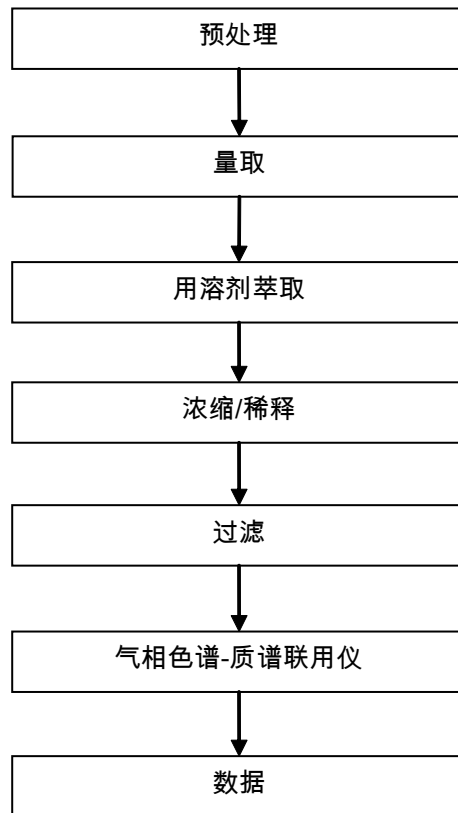 预处理
量取
用溶剂萃取
浓缩/稀释
过滤
气相色谱-质谱联用仪
数据